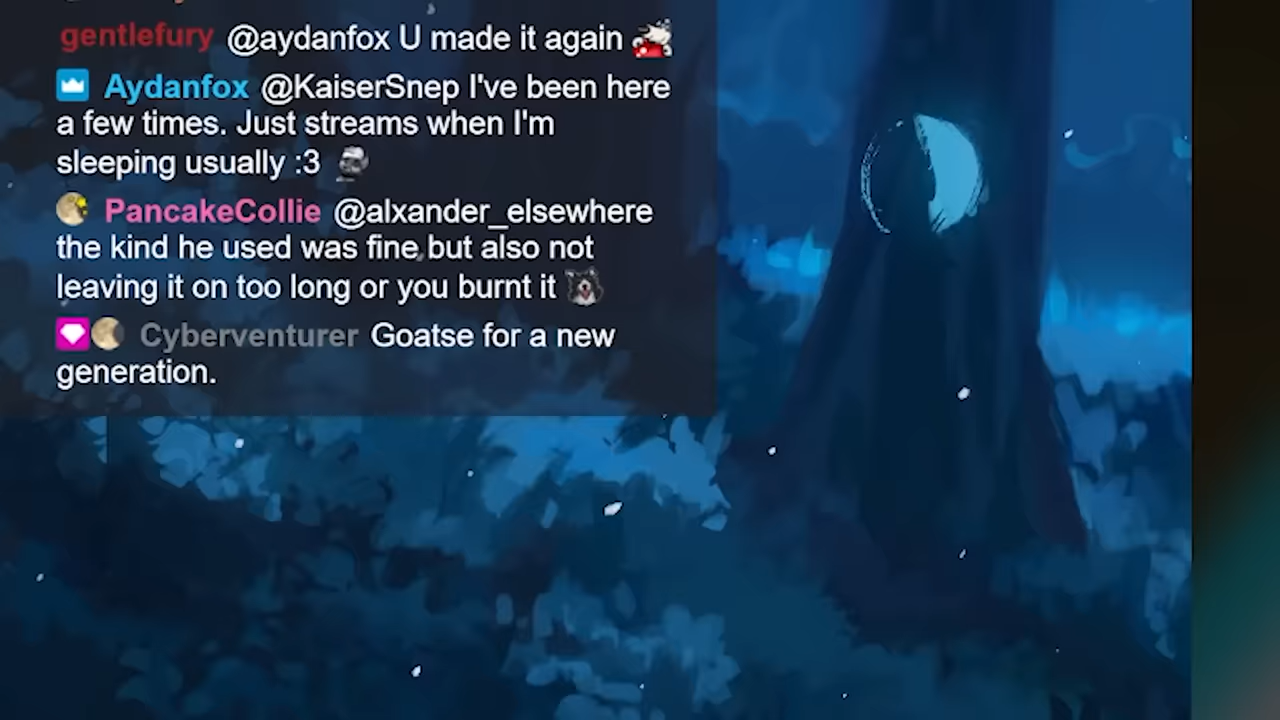 gentlefury @aydanfox U made it again
Aydanfox @KaiserSnep I've been here
a few times. Just streams when I'm
sleeping usually :3
PancakeCollie @alxander_elsewhere
the kind he used was fine but also not
leaving it on too long or you burnt it
Cyberventurer Goatse for a new
generation.